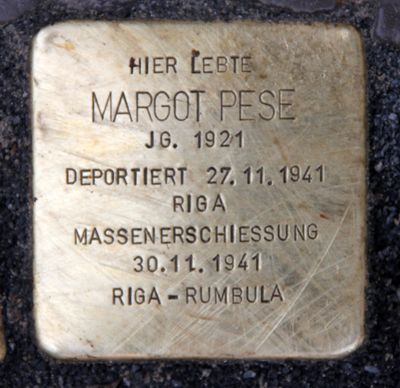 HIER LEBTE
MARGOT PESE
JG. 1921
DEPORTIERT 27.11.1941
RIGA
MASSENERSCHIESSUNG
30.11.1941
RIGA-RUMBULA